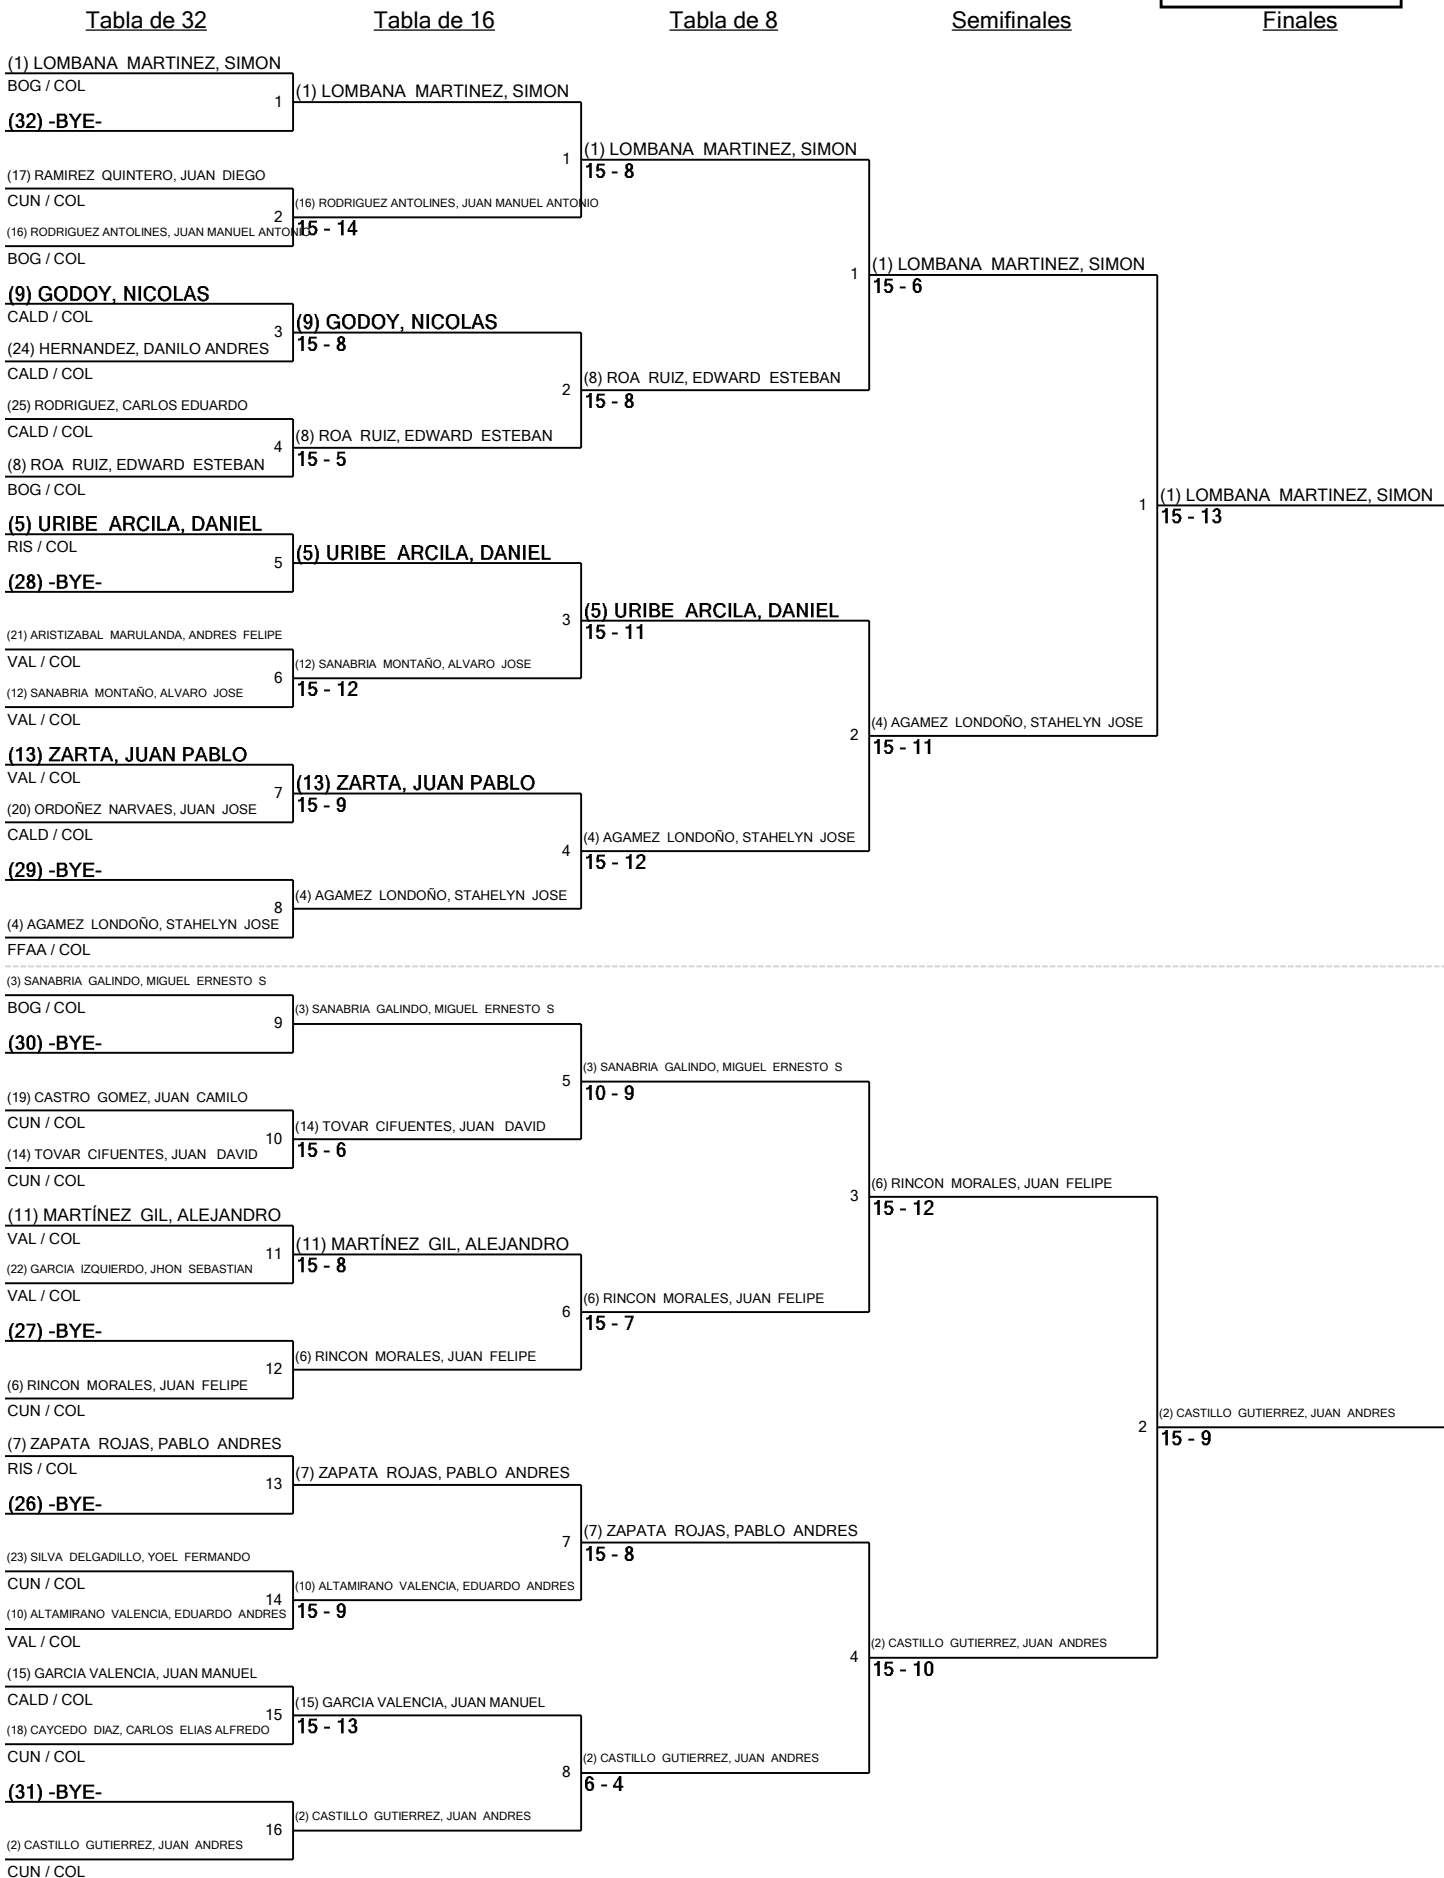 Tabla de 32
Tabla de 16
Tabla de 8
Semifinales
Finales
(1) LOMBANA MARTINEZ, SIMON
BOG / COL
1
(32) -BYE-
(17) RAMIREZ QUINTERO, JUAN DIEGO
CUN / COL
2
(16) RODRIGUEZ ANTOLINES, JUAN MANUEL ANTONIO
BOG / COL
(9) GODOY, NICOLAS
CALD / COL
3
(24) HERNANDEZ, DANILO ANDRES
CALD / COL
(25) RODRIGUEZ, CARLOS EDUARDO
CALD / COL
4
(8) ROA RUIZ, EDWARD ESTEBAN
BOG / COL
(5) URIBE ARCILA, DANIEL
RIS / COL
5
(28) -BYE-
(21) ARISTIZABAL MARULANDA, ANDRES FELIPE
VAL / COL
6
(12) SANABRIA MONTAÑO, ALVARO JOSE
VAL / COL
(13) ZARTA, JUAN PABLO
VAL / COL
7
(20) ORDOÑEZ NARVAES, JUAN JOSE
CALD / COL
(29) -BYE-
8
(4) AGAMEZ LONDOÑO, STAHELYN JOSE
FFAA / COL
(3) SANABRIA GALINDO, MIGUEL ERNESTO S
BOG / COL
9
(30) -BYE-
(19) CASTRO GOMEZ, JUAN CAMILO
CUN / COL
10
(14) TOVAR CIFUENTES, JUAN DAVID
CUN / COL
(11) MARTÍNEZ GIL, ALEJANDRO
VAL / COL
11
(22) GARCIA IZQUIERDO, JHON SEBASTIAN
VAL / COL
(27) -BYE-
12
(6) RINCON MORALES, JUAN FELIPE
CUN / COL
(7) ZAPATA ROJAS, PABLO ANDRES
RIS / COL
13
(26) -BYE-
(23) SILVA DELGADILLO, YOEL FERMANDO
CUN / COL
14
(10) ALTAMIRANO VALENCIA, EDUARDO ANDRES
VAL / COL
(15) GARCIA VALENCIA, JUAN MANUEL
CALD / COL
15
(18) CAYCEDO DIAZ, CARLOS ELIAS ALFREDO
CUN / COL
(31) -BYE-
16
(2) CASTILLO GUTIERREZ, JUAN ANDRES
CUN / COL
(1) LOMBANA MARTINEZ, SIMON
1
(16) RODRIGUEZ ANTOLINES, JUAN MANUEL ANTONIO
15 - 14
(9) GODOY, NICOLAS
15 - 8
2
(8) ROA RUIZ, EDWARD ESTEBAN
15 - 5
(5) URIBE ARCILA, DANIEL
3
(12) SANABRIA MONTAÑO, ALVARO JOSE
15 - 12
(13) ZARTA, JUAN PABLO
15 - 9
4
(4) AGAMEZ LONDOÑO, STAHELYN JOSE
(3) SANABRIA GALINDO, MIGUEL ERNESTO S
5
(14) TOVAR CIFUENTES, JUAN DAVID
15 - 6
(11) MARTÍNEZ GIL, ALEJANDRO
15 - 8
6
(6) RINCON MORALES, JUAN FELIPE
(7) ZAPATA ROJAS, PABLO ANDRES
7
(10) ALTAMIRANO VALENCIA, EDUARDO ANDRES
15 - 9
(15) GARCIA VALENCIA, JUAN MANUEL
15 - 13
8
(2) CASTILLO GUTIERREZ, JUAN ANDRES
(1) LOMBANA MARTINEZ, SIMON
15 - 8
1
(8) ROA RUIZ, EDWARD ESTEBAN
15 - 8
(5) URIBE ARCILA, DANIEL
15 - 11
2
(4) AGAMEZ LONDOÑO, STAHELYN JOSE
15 - 12
(3) SANABRIA GALINDO, MIGUEL ERNESTO S
10 - 9
3
(6) RINCON MORALES, JUAN FELIPE
15 - 7
(7) ZAPATA ROJAS, PABLO ANDRES
15 - 8
4
(2) CASTILLO GUTIERREZ, JUAN ANDRES
6 - 4
(1) LOMBANA MARTINEZ, SIMON
15 - 6
1
(4) AGAMEZ LONDOÑO, STAHELYN JOSE
15 - 11
(6) RINCON MORALES, JUAN FELIPE
15 - 12
2
(2) CASTILLO GUTIERREZ, JUAN ANDRES
15 - 10
(1) LOMBANA MARTINEZ, SIMON
15 - 13
(2) CASTILLO GUTIERREZ, JUAN ANDRES
15 - 9